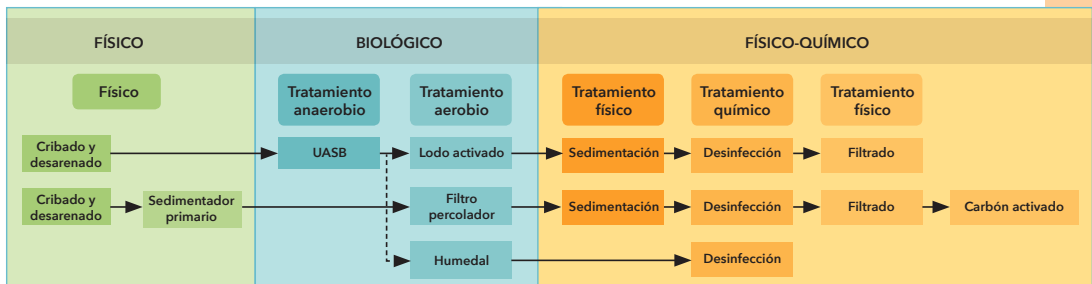 FÍSICO
BIOLÓGICO
FÍSICO-QUÍMICO
Físico
Tratamiento
anaerobio
Tratamiento
aerobio
Tratamiento
físico
Tratamiento
químico
Tratamiento
físico
Cribado y
desarenado
UASB
Lodo activado
Sedimentación
Desinfección
Filtrado
Cribado y
desarenado
Sedimentador
primario
Filtro
percolador
Sedimentación
Desinfección
Filtrado
Carbón activado
Humedal
Desinfección